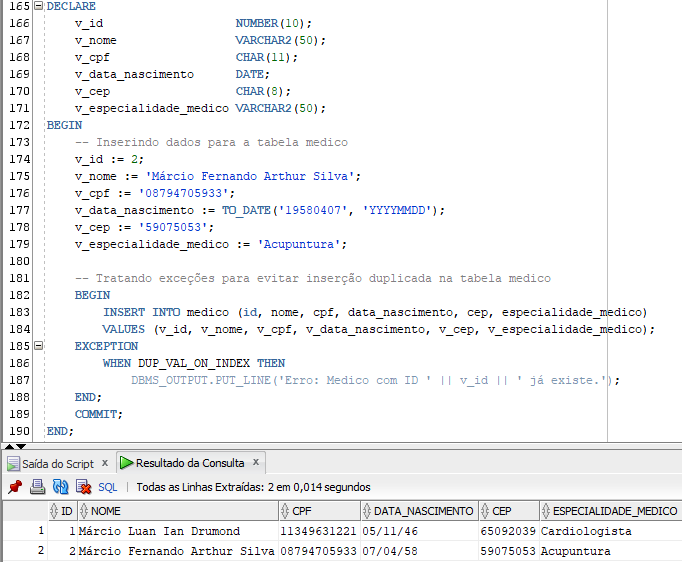 165 DECLARE
166 v_id NUMBER(10);
167 v_nome VARCHAR2(50);
168 v_cpf CHAR(11);
169 v_data_nascimento DATE;
170 v_cep CHAR(8);
171 v_especialidade_medico VARCHAR2(50);
172 BEGIN
173 -- Inserindo dados para a tabela medico
174 v_id := 2;
175 v_nome := 'Márcio Fernando Arthur Silva';
176 v_cpf := '08794705933';
177 v_data_nascimento := TO_DATE('19580407', 'YYYYMMDD');
178 v_cep := '59075053';
179 v_especialidade_medico := 'Acupuntura';
180
181 -- Tratando exceções para evitar inserção duplicada na tabela medico
182 BEGIN
183 INSERT INTO medico (id, nome, cpf, data_nascimento, cep, especialidade_medico)
184 VALUES (v_id, v_nome, v_cpf, v_data_nascimento, v_cep, v_especialidade_medico);
185 EXCEPTION
186 WHEN DUP_VAL_ON_INDEX THEN
187 DBMS_OUTPUT.PUT_LINE('Erro: Medico com ID ' || v_id || ' já existe.');
188 END;
189 COMMIT;
190 END;
Saída do Script x Resultado da Consulta x
SQL | Todas as Linhas Extraídas: 2 em 0,014 segundos
ID NOME CPF DATA_NASCIMENTO CEP ESPECIALIDADE_MEDICO
1 1 Márcio Luan Ian Drumond 11349631221 05/11/46 65092039 Cardiologista
2 2 Márcio Fernando Arthur Silva 08794705933 07/04/58 59075053 Acupuntura